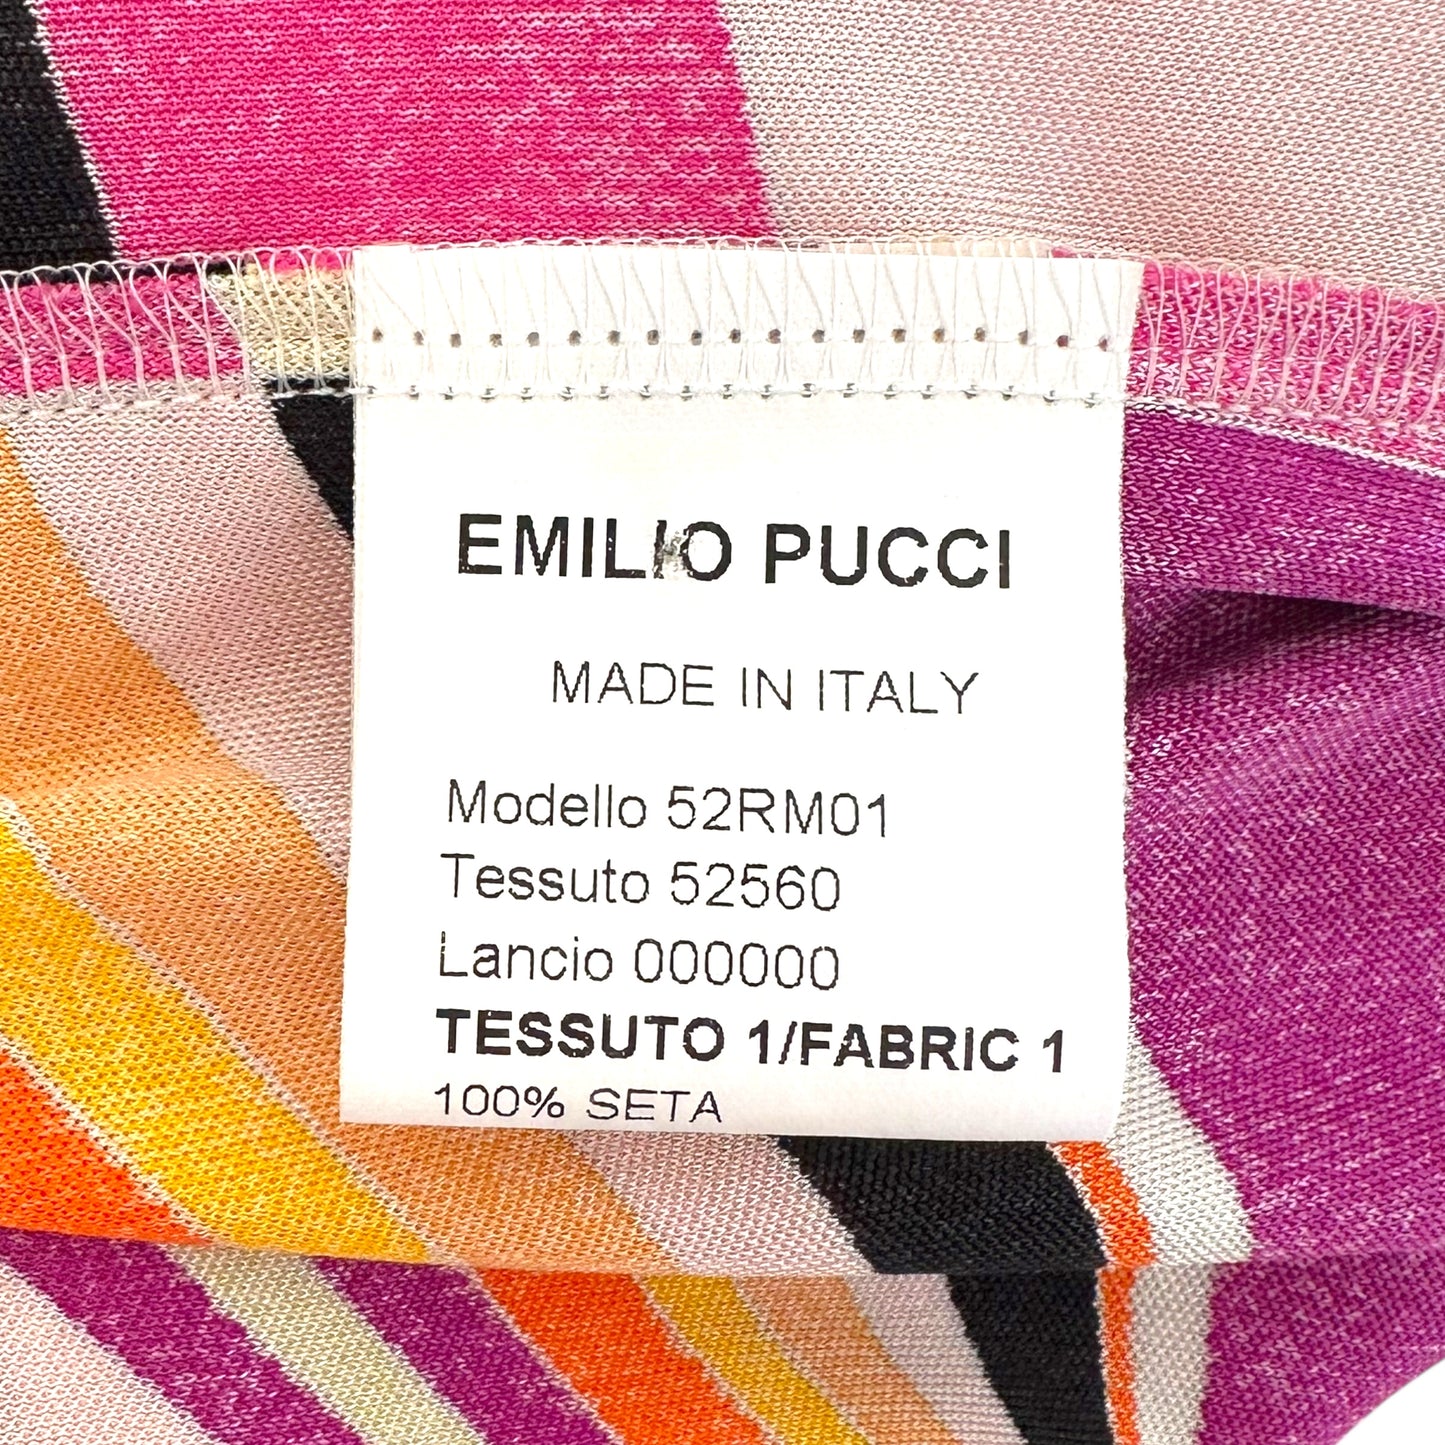 EMILIO PUCCI
MADE IN ITALY
Modello 52RM01
Tessuto 52560
Lancio 000000
TESSUTO 1/FABRIC 1
100% SETA